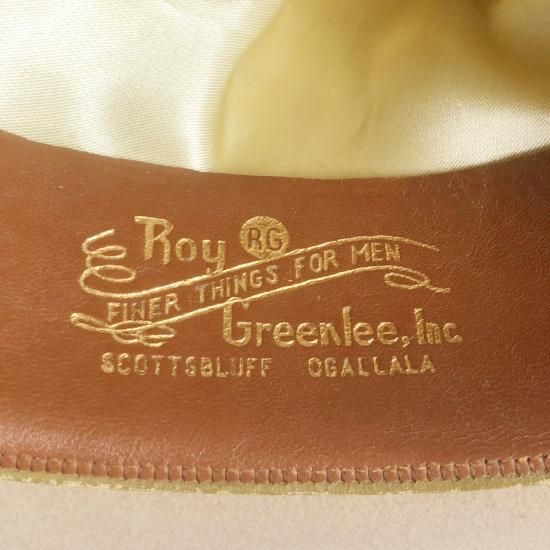 Roy RG
FINER THINGS FOR MEN
Greenlee, Inc.
SCOTTSBLUFF OGALLALA